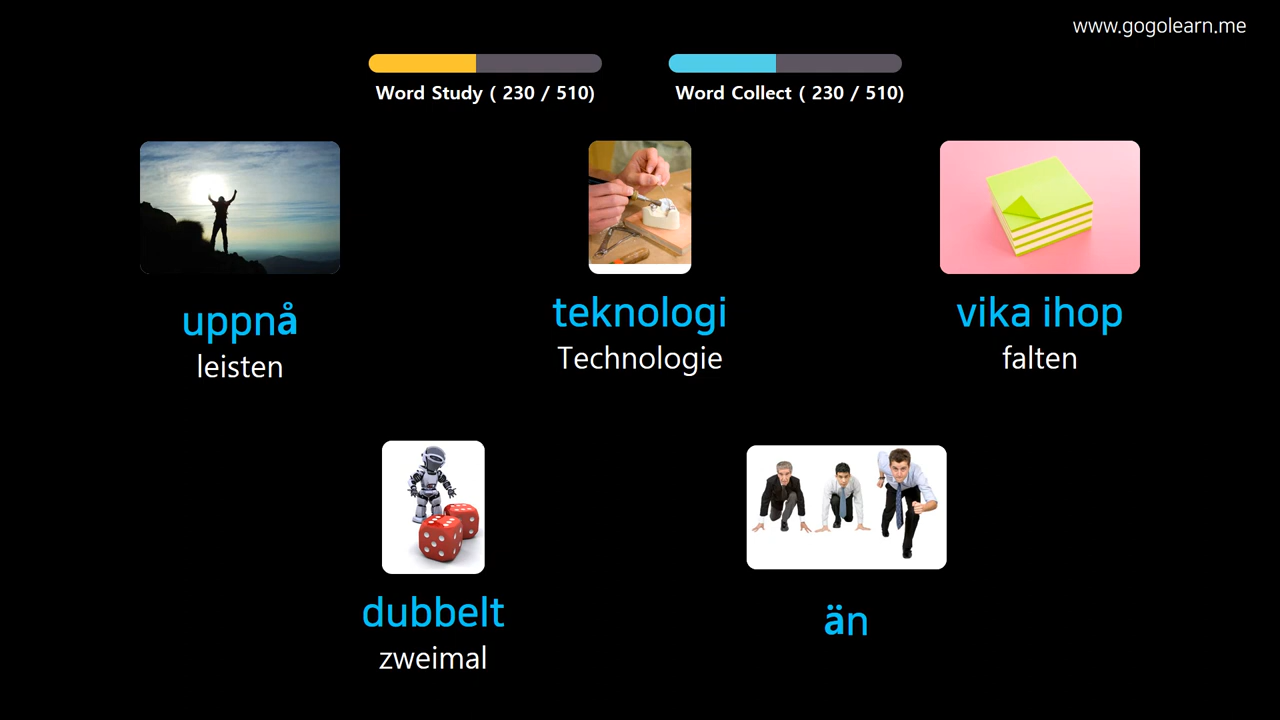 www.gogolearn.me
Word Study ( 230 / 510)
Word Collect ( 230 / 510)
uppnå
leisten
teknologi
Technologie
vika ihop
falten
dubbelt
zweimal
än